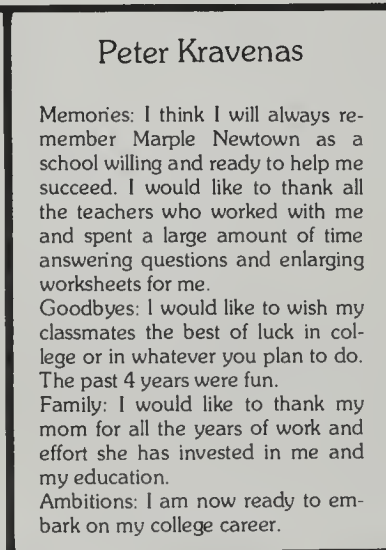 Peter Kravenas
Memories: I think I will always re-
member Marple Newtown as a
school willing and ready to help me
succeed. I would like to thank all
the teachers who worked with me
and spent a large amount of time
answering questions and enlarging
worksheets for me.
Goodbyes: I would like to wish my
classmates the best of luck in col-
lege or in whatever you plan to do.
The past 4 years were fun.
Family: I would like to thank my
mom for all the years of work and
effort she has invested in me and
my education.
Ambitions: I am now ready to em-
bark on my college career.